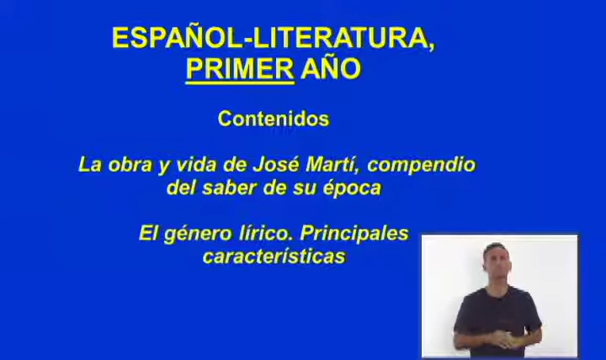 ESPAÑOL-LITERATURA,
PRIMER AÑO
Contenidos
La obra y vida de José Martí, compendio
del saber de su época
El género lírico. Principales
características